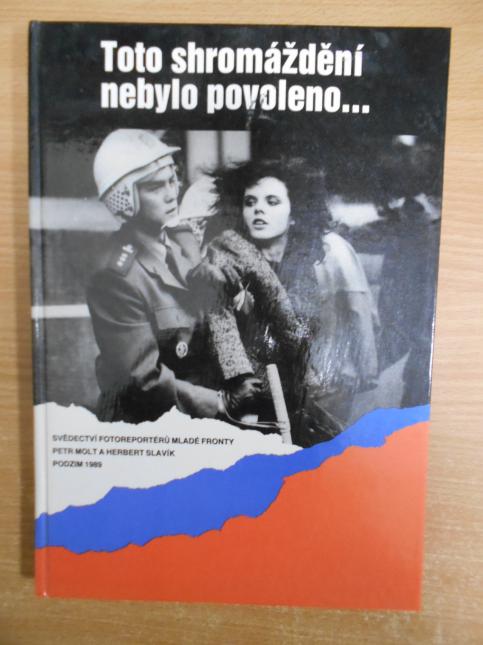 Toto shromáždění
nebylo povoleno...
SVĚDECTVÍ FOTOREPORTÉRŮ MLADÉ FRONTY
PETR MOLT A HERBERT SLAVÍK
PODZIM 1989